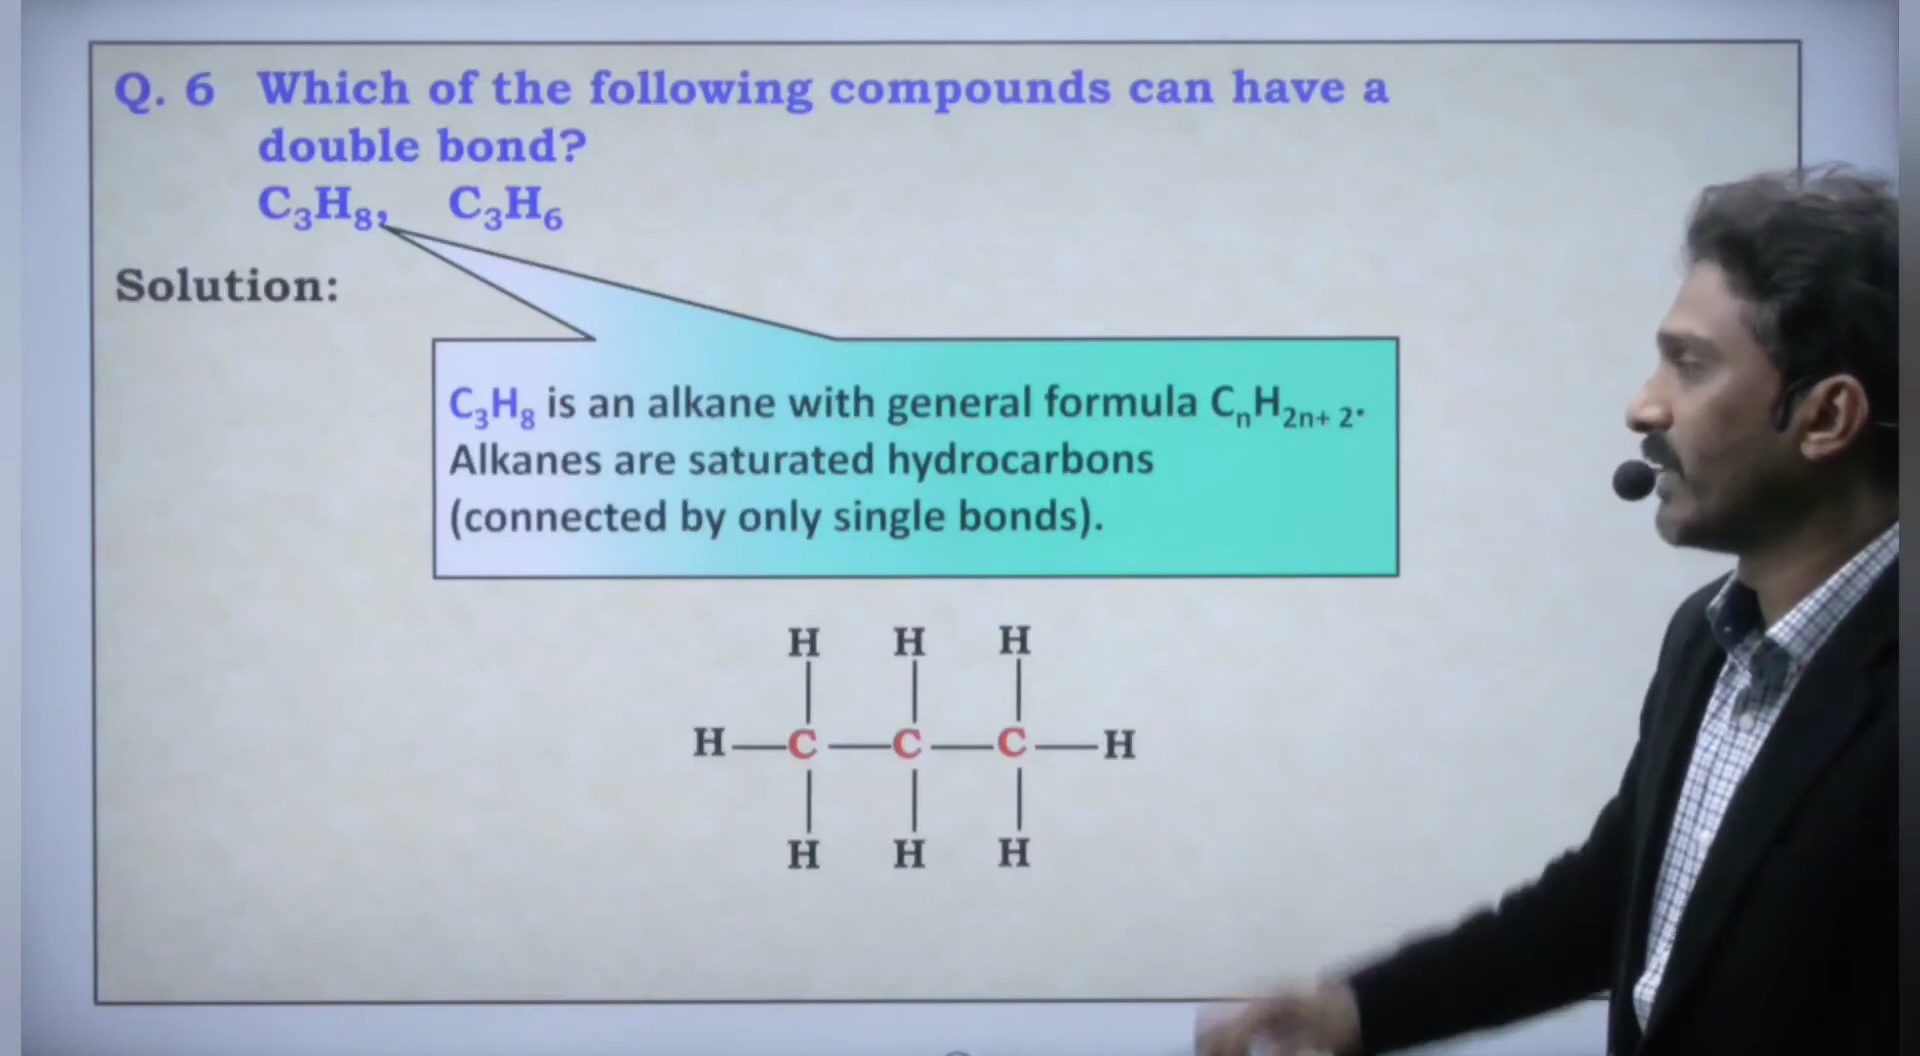 Q. 6 Which of the following compounds can have a
double bond?
C₃H₈, C₃H₆
Solution:
C₃H₈ is an alkane with general formula CₙH₂ₙ₊ ₂.
Alkanes are saturated hydrocarbons
(connected by only single bonds).
H H H
H—C—C—C—H
H H H